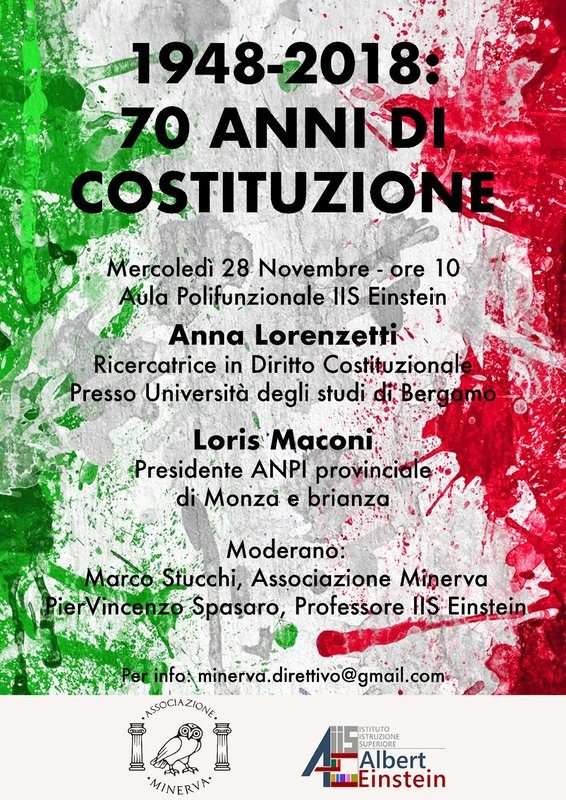 1948-2018:
70 ANNI DI
COSTITUZIONE
Mercoledì 28 Novembre - ore 10
Aula Polifunzionale IIS Einstein
Anna Lorenzetti
Ricercatrice in Diritto Costituzionale
Presso Università degli studi di Bergamo
Loris Maconi
Presidente ANPI provinciale
di Monza e brianza
Moderano:
Marco Stucchi, Associazione Minerva
PierVincenzo Spasaro, Professore IIS Einstein
Per info: minerva.direttivo@gmail.com
ASSOCIAZIONE
MINERVA
IIS
ISTITUTO
ISTRUZIONE
SUPERIORE
Albert
Einstein